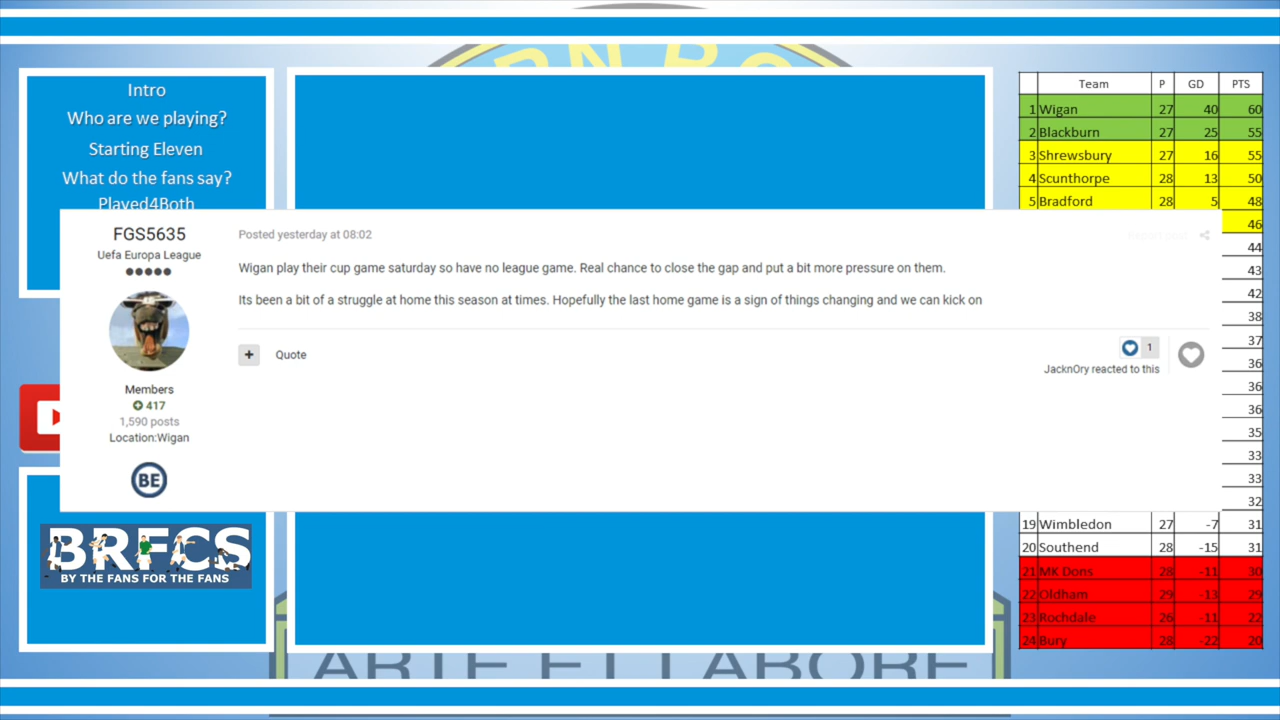 RN RO
Intro
Who are we playing?
Starting Eleven
What do the fans say?
Played4Both
Team P GD PTS
1 Wigan 27 40 60
2 Blackburn 27 25 55
3 Shrewsbury 27 16 55
4 Scunthorpe 28 13 50
5 Bradford 28 5 48
46
44
43
42
38
37
36
36
36
35
33
33
32
19 Wimbledon 27 -7 31
20 Southend 28 -15 31
21 MK Dons 28 -11 30
22 Oldham 29 -13 29
23 Rochdale 26 -11 22
24 Bury 28 -22 20
FGS5635
Uefa Europa League
Members
417
1,590 posts
Location:Wigan
BE
Posted yesterday at 08:02
Wigan play their cup game saturday so have no league game. Real chance to close the gap and put a bit more pressure on them.
Its been a bit of a struggle at home this season at times. Hopefully the last home game is a sign of things changing and we can kick on
+ Quote
1
JacknOry reacted to this
BRFCS
BY THE FANS FOR THE FANS
ARTE ET LABORE